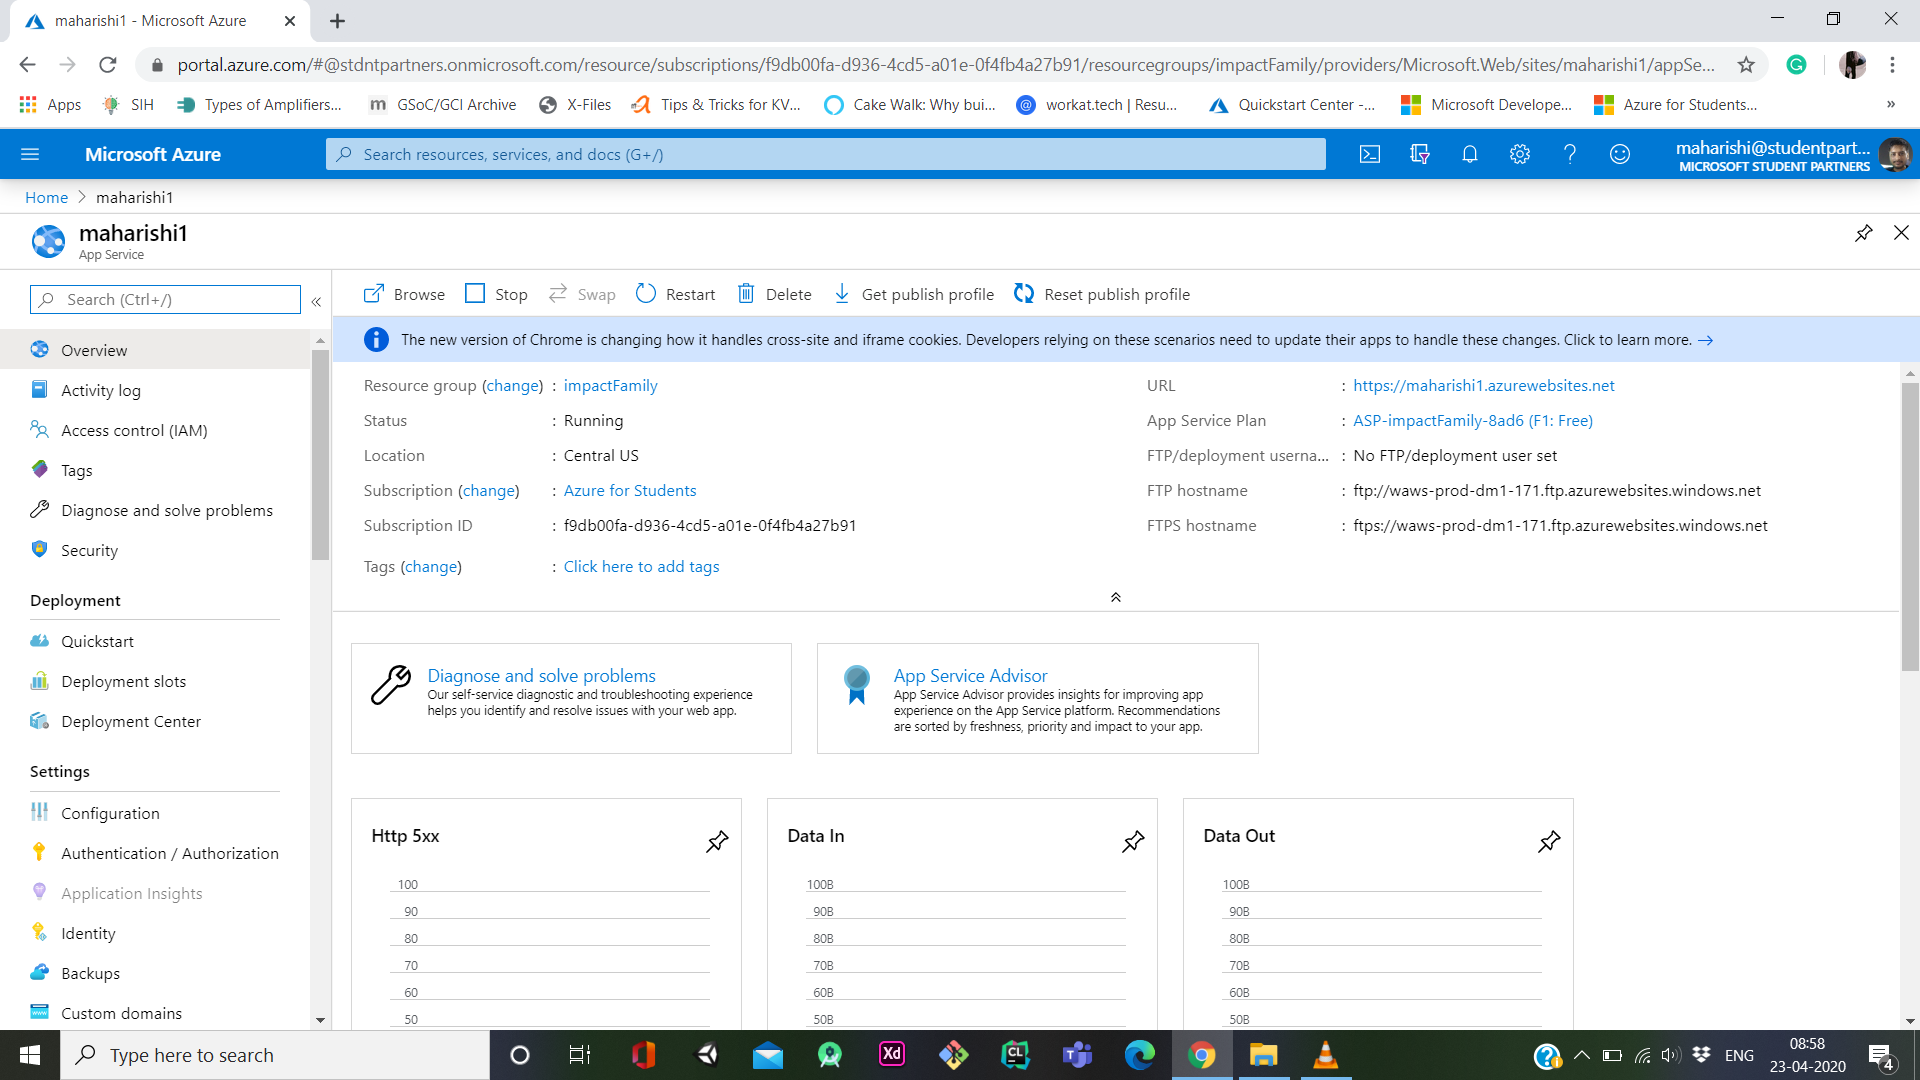 maharishi1 - Microsoft Azure
portal.azure.com/#@stdntpartners.onmicrosoft.com/resource/subscriptions/f9db00fa-d936-4cd5-a01e-0f4fb4a27b91/resourcegroups/impactFamily/providers/Microsoft.Web/sites/maharishi1/appSe...
Apps SIH Types of Amplifiers... m GSoC/GCI Archive X-Files Tips & Tricks for KV... Cake Walk: Why bui... @ workat.tech | Resu... Quickstart Center -... Microsoft Develope... Azure for Students... »
Microsoft Azure
Search resources, services, and docs (G+/)
maharishi@studentpart...
MICROSOFT STUDENT PARTNERS
Home > maharishi1
maharishi1
App Service
Search (Ctrl+/) «
Overview
Activity log
Access control (IAM)
Tags
Diagnose and solve problems
Security
Deployment
Quickstart
Deployment slots
Deployment Center
Settings
Configuration
Authentication / Authorization
Application Insights
Identity
Backups
Custom domains
Browse Stop Swap Restart Delete Get publish profile Reset publish profile
The new version of Chrome is changing how it handles cross-site and iframe cookies. Developers relying on these scenarios need to update their apps to handle these changes. Click to learn more. →
Resource group (change) : impactFamily
Status : Running
Location : Central US
Subscription (change) : Azure for Students
Subscription ID : f9db00fa-d936-4cd5-a01e-0f4fb4a27b91
Tags (change) : Click here to add tags
URL : https://maharishi1.azurewebsites.net
App Service Plan : ASP-impactFamily-8ad6 (F1: Free)
FTP/deployment userna... : No FTP/deployment user set
FTP hostname : ftp://waws-prod-dm1-171.ftp.azurewebsites.windows.net
FTPS hostname : ftps://waws-prod-dm1-171.ftp.azurewebsites.windows.net
Diagnose and solve problems
Our self-service diagnostic and troubleshooting experience
helps you identify and resolve issues with your web app.
App Service Advisor
App Service Advisor provides insights for improving app
experience on the App Service platform. Recommendations
are sorted by freshness, priority and impact to your app.
Http 5xx
100
90
80
70
60
50
Data In
100B
90B
80B
70B
60B
50B
Data Out
100B
90B
80B
70B
60B
50B
Type here to search
Xd
CL
ENG
08:58
23-04-2020
4